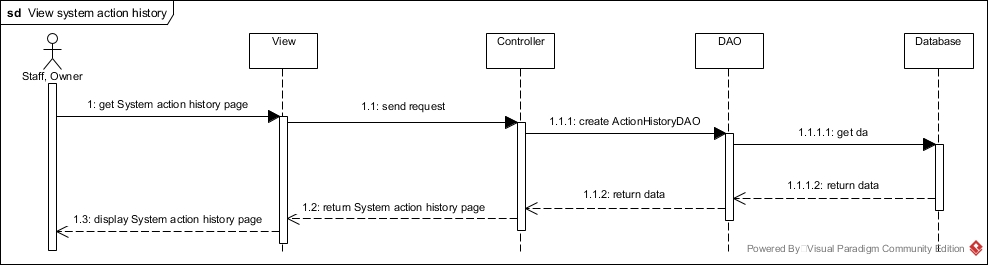 sd View system action history
View
Controller
DAO
Database
Staff, Owner
1: get System action history page
1.1: send request
1.1.1: create ActionHistoryDAO
1.1.1.1: get da
1.1.1.2: return data
1.1.2: return data
1.2: return System action history page
1.3: display System action history page
Powered By Visual Paradigm Community Edition